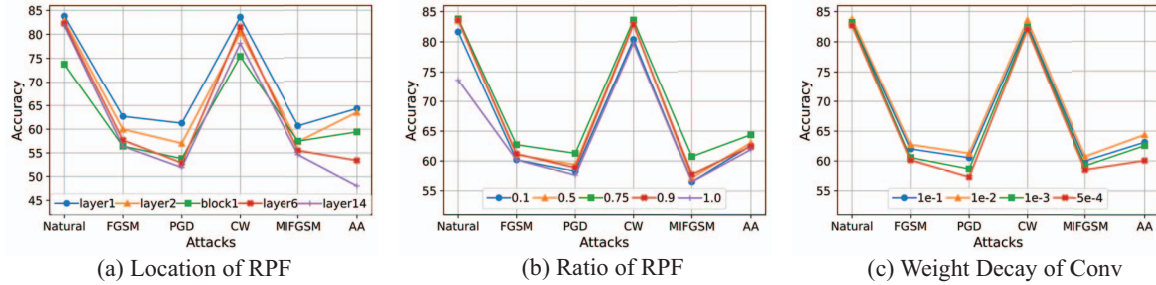 85
80
75
70
65
60
55
50
45
Accuracy
layer1 layer2 block1 layer6 layer14
Natural FGSM PGD CW MIFGSM AA
Attacks
(a) Location of RPF
85
80
75
70
65
60
55
Accuracy
0.1 0.5 0.75 0.9 1.0
Natural FGSM PGD CW MIFGSM AA
Attacks
(b) Ratio of RPF
85
80
75
70
65
60
55
Accuracy
1e-1 1e-2 1e-3 5e-4
Natural FGSM PGD CW MIFGSM AA
Attacks
(c) Weight Decay of Conv